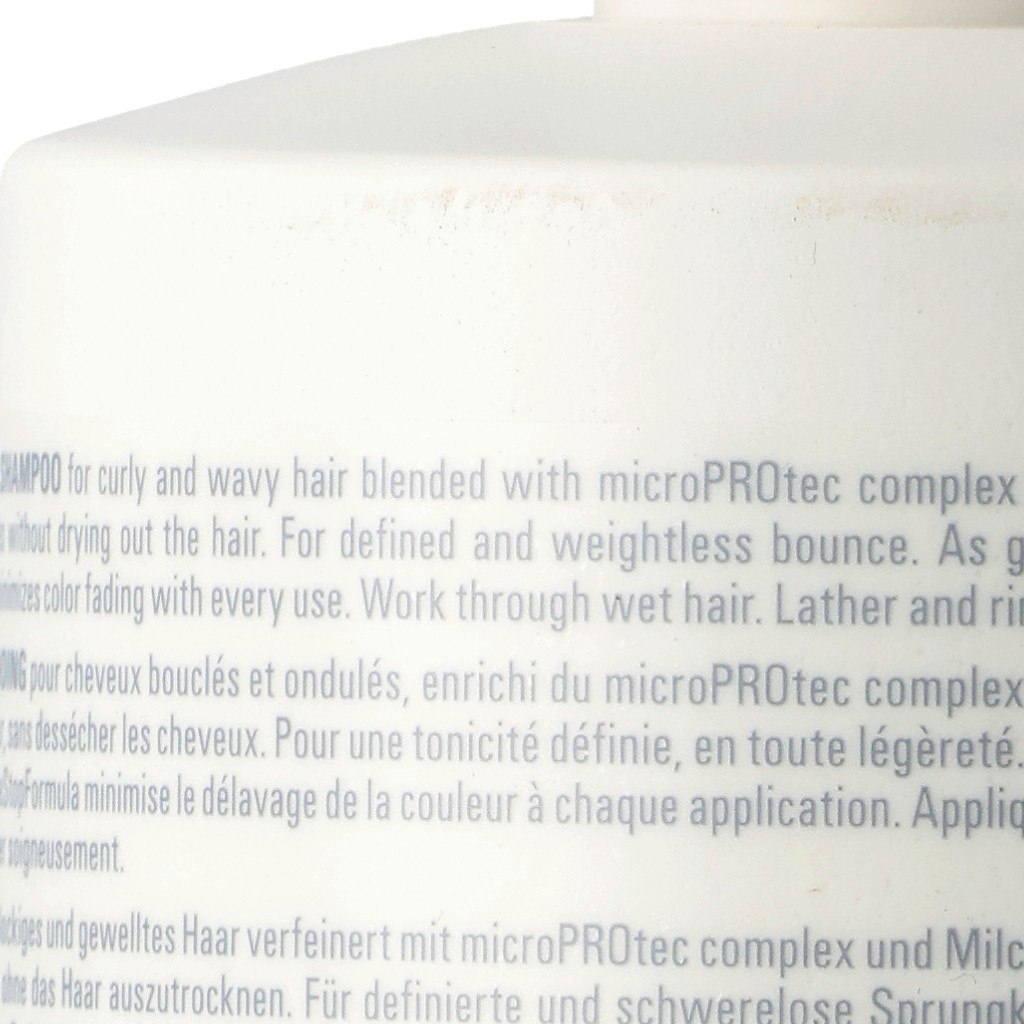 SHAMPOO for curly and wavy hair blended with microPROtec complex
without drying out the hair. For defined and weightless bounce. As g
minimizes color fading with every use. Work through wet hair. Lather and rin
pour cheveux bouclés et ondulés, enrichi du microPROtec complex
sans dessécher les cheveux. Pour une tonicité définie, en toute légèreté.
Formula minimise le délavage de la couleur à chaque application. Appliq
soigneusement.
lockiges und gewelltes Haar verfeinert mit microPROtec complex und Milc
ohne das Haar auszutrocknen. Für definierte und schwerelose Sprungk